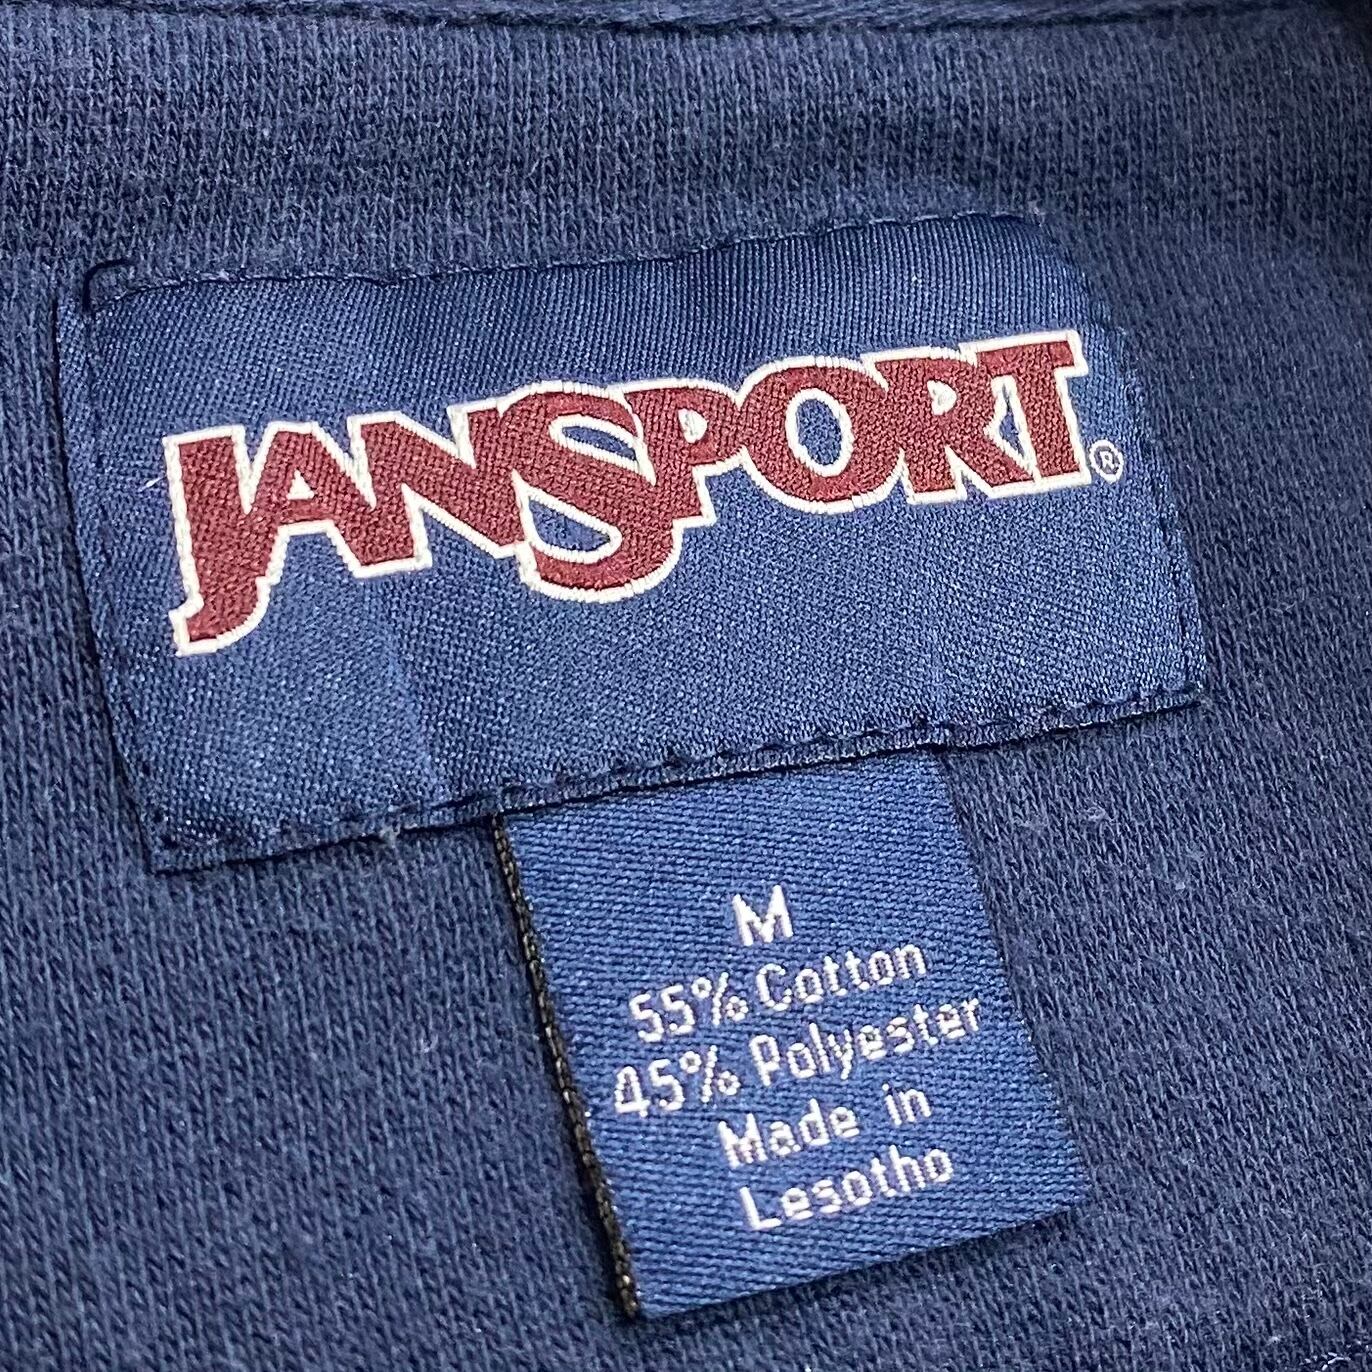 JANSPORT®
M
55% Cotton
45% Polyester
Made in
Lesotho